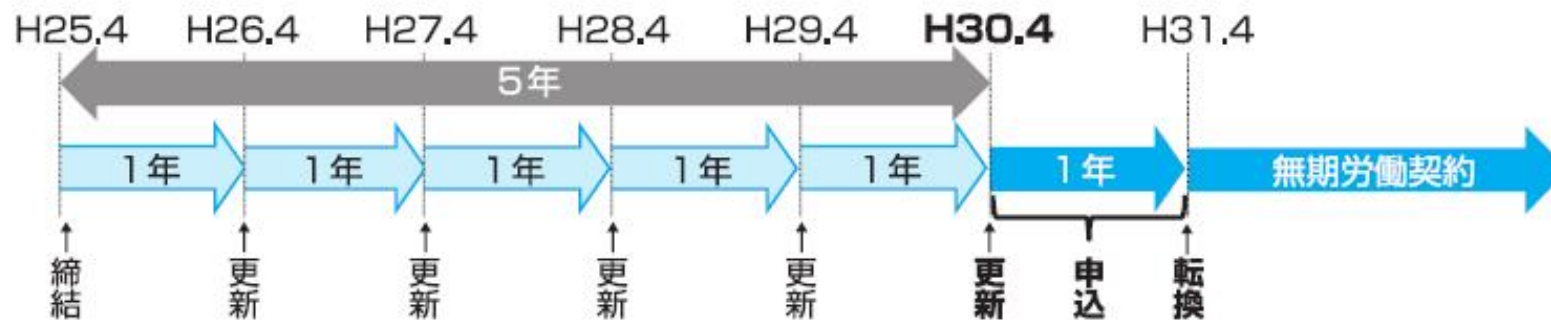 H25.4 H26.4 H27.4 H28.4 H29.4 H30.4 H31.4
5年
1年 1年 1年 1年 1年 1年 無期労働契約
締結 更新 更新 更新 更新 更新 申込 転換